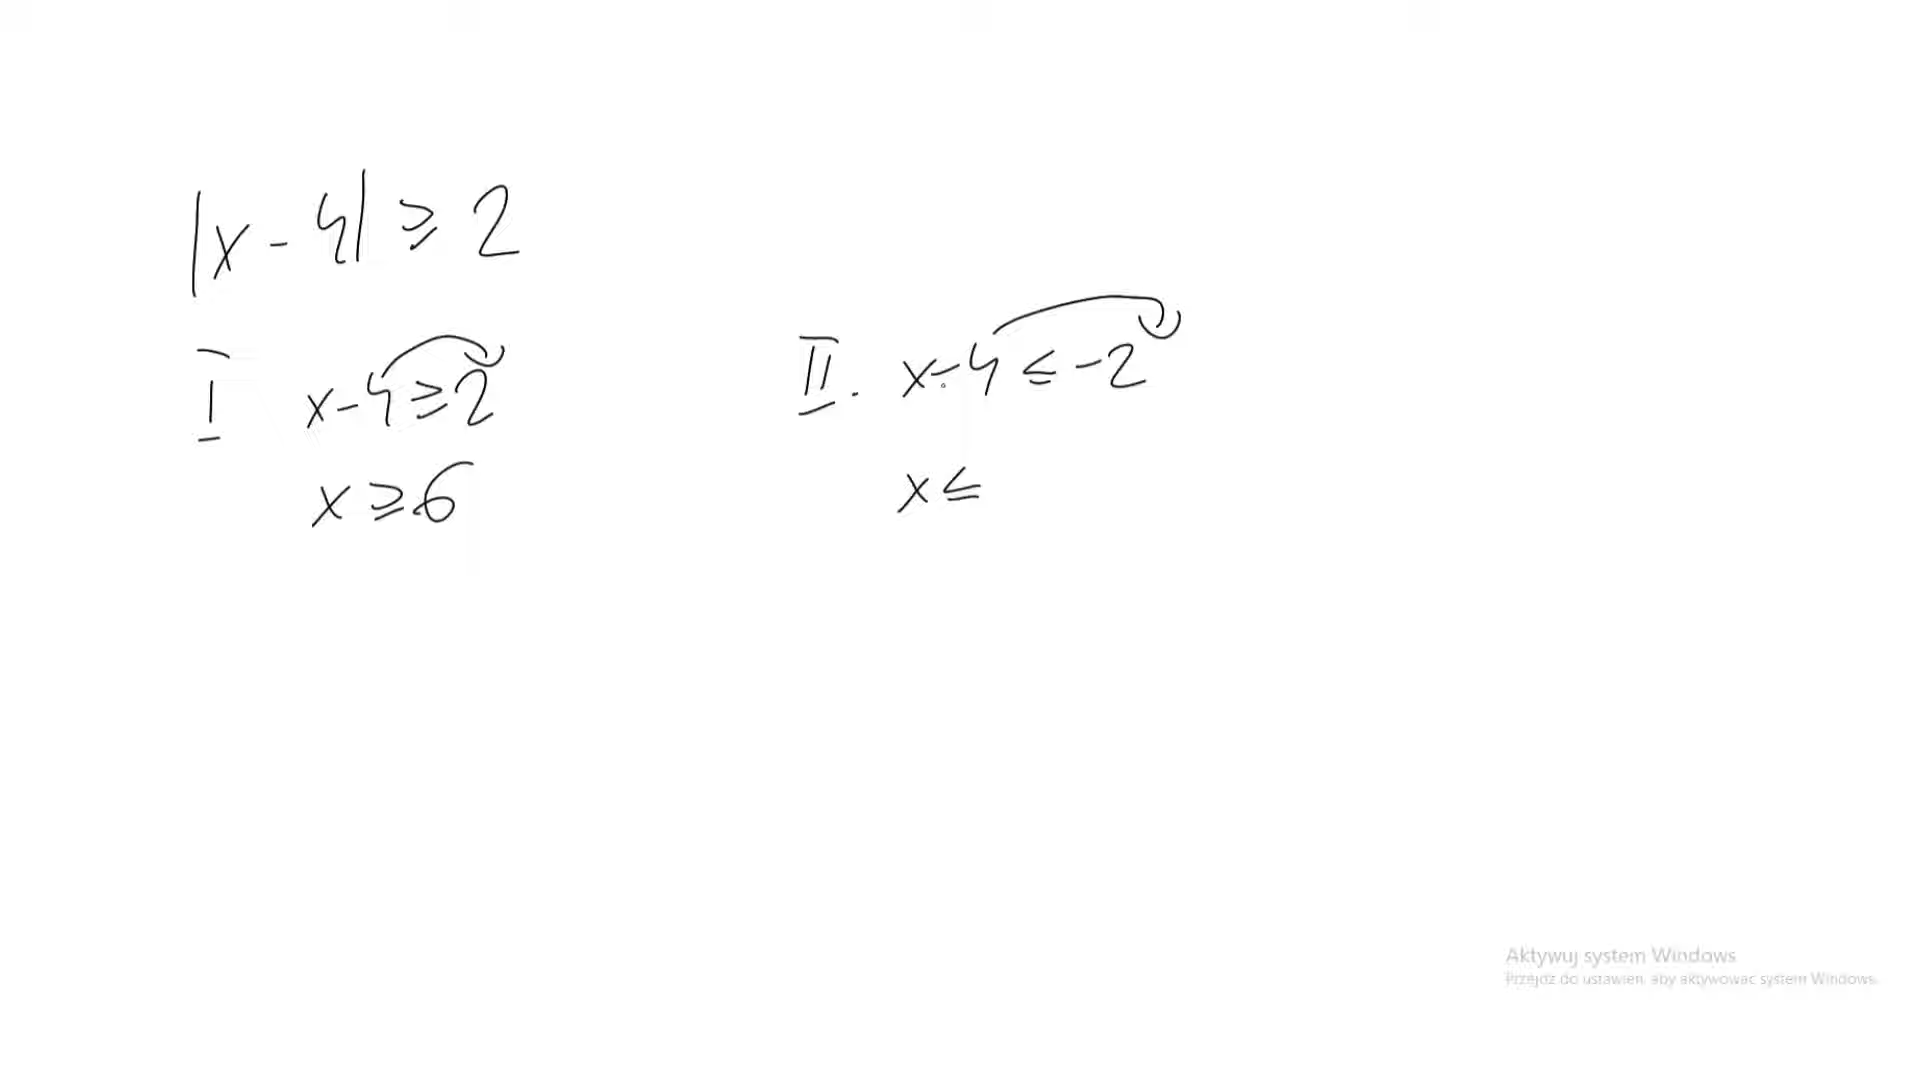 |x-4| ≥ 2
I x-4≥2
x ≥ 6
II. x-4 ≤ -2
x ≤
Aktywuj system Windows
Przejdź do ustawień, aby aktywować system Windows.